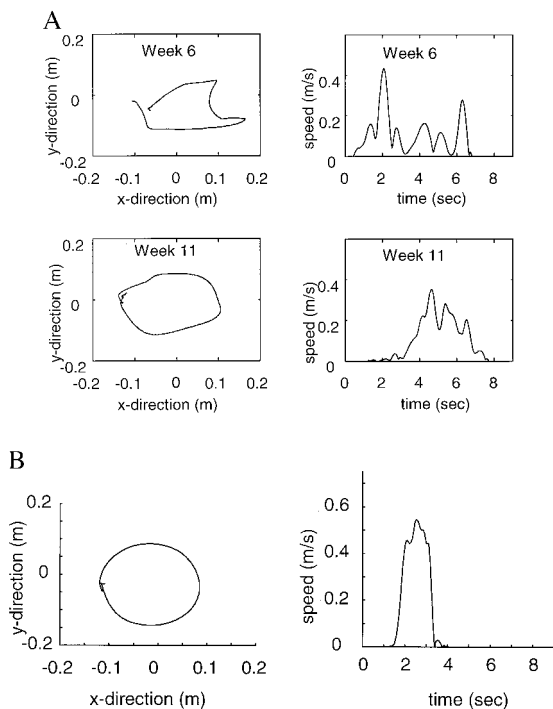 A
Week 6
0.2
0
-0.2
y-direction (m)
-0.2 -0.1 0 0.1 0.2
x-direction (m)
Week 6
0.4
0.2
0
speed (m/s)
0 2 4 6 8
time (sec)
Week 11
0.2
0
-0.2
y-direction (m)
-0.2 -0.1 0 0.1 0.2
x-direction (m)
Week 11
0.4
0.2
0
speed (m/s)
0 2 4 6 8
time (sec)
B
0.2
0
-0.2
y-direction (m)
-0.2 -0.1 0 0.1 0.2
x-direction (m)
0.6
0.4
0.2
0
speed (m/s)
0 2 4 6 8
time (sec)